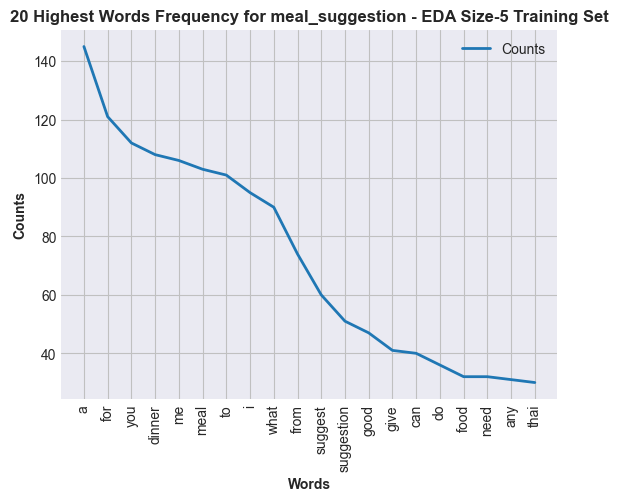 20 Highest Words Frequency for meal_suggestion - EDA Size-5 Training Set
Counts
140
120
100
80
60
40
Counts
a
for
you
dinner
me
meal
to
i
what
from
suggest
suggestion
good
give
can
do
food
need
any
thai
Words